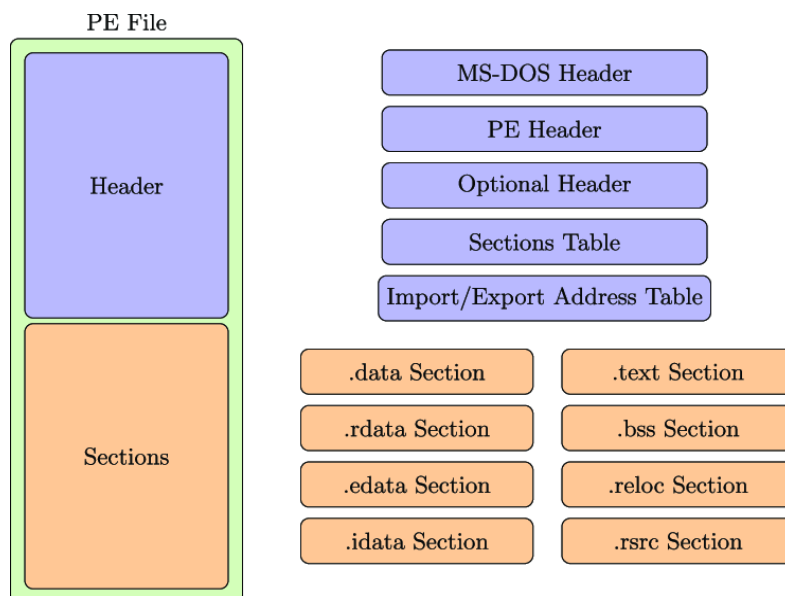 PE File
Header
Sections
MS-DOS Header
PE Header
Optional Header
Sections Table
Import/Export Address Table
.data Section
.text Section
.rdata Section
.bss Section
.edata Section
.reloc Section
.idata Section
.rsrc Section